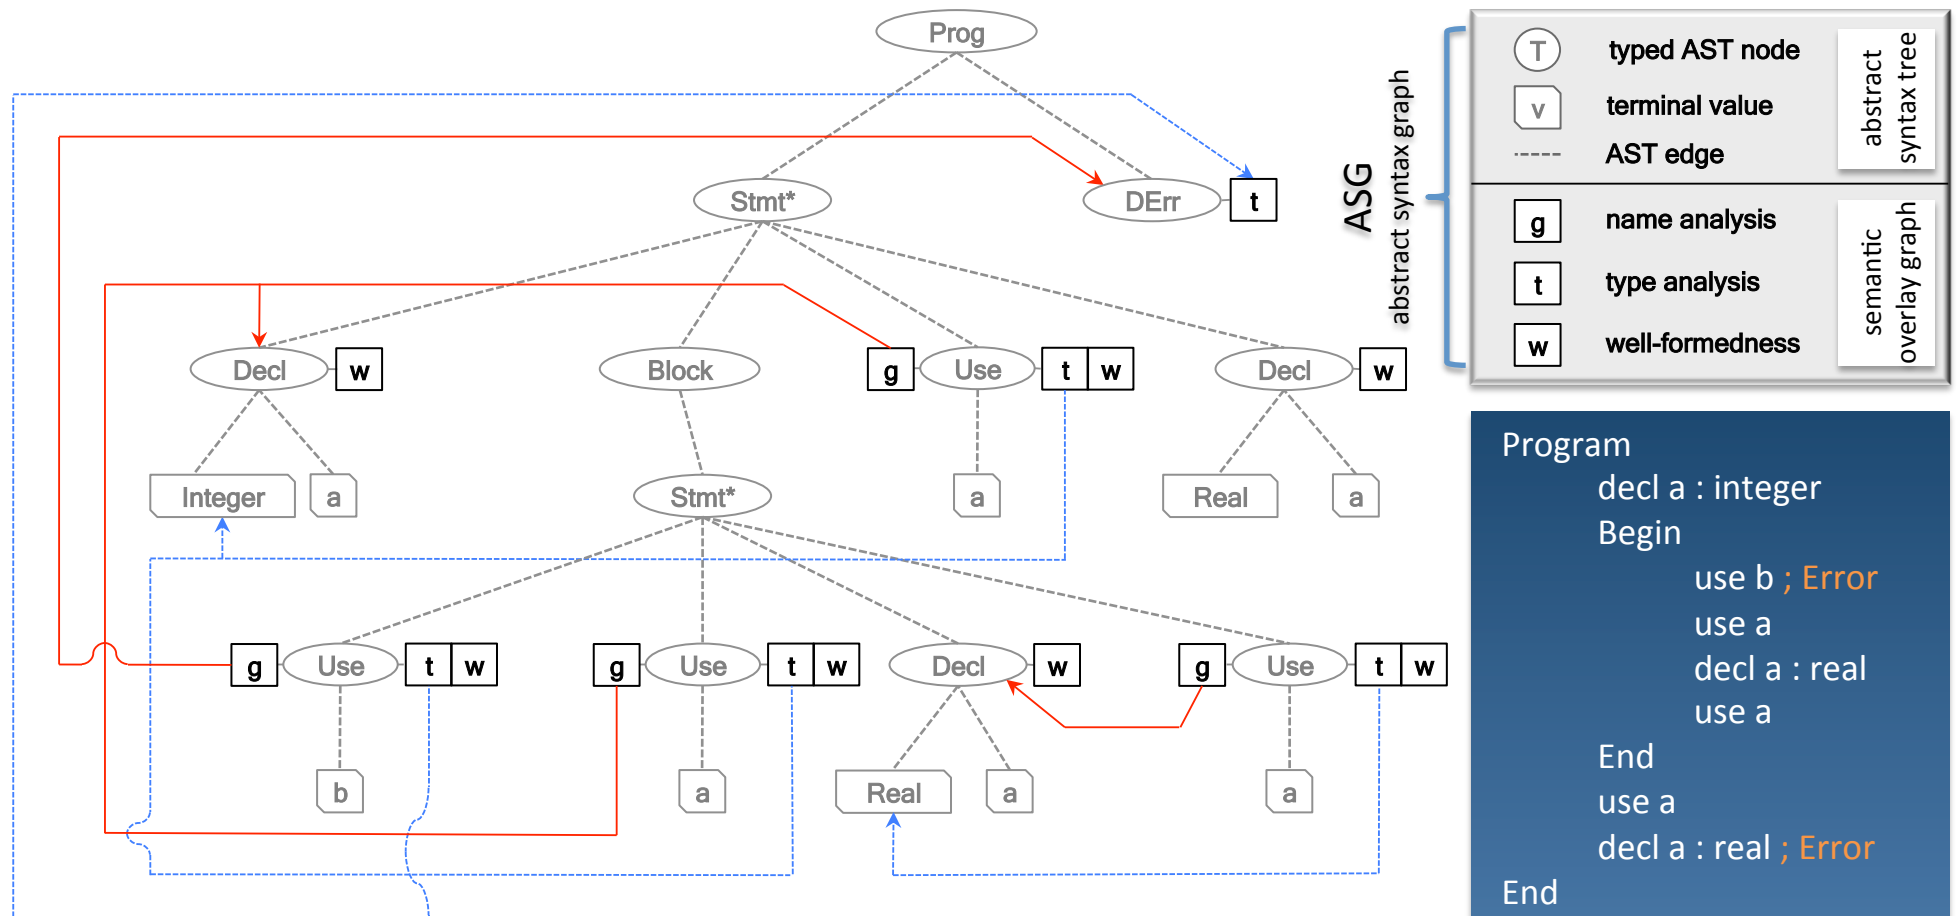 Prog
Stmt*
DErr
t
Decl
w
Block
g
Use
t
w
Decl
w
Integer
a
Stmt*
a
Real
a
g
Use
t
w
g
Use
t
w
Decl
w
g
Use
t
w
b
a
Real
a
a
ASG
abstract syntax graph
T
typed AST node
v
terminal value
AST edge
abstract
syntax tree
g
name analysis
t
type analysis
w
well-formedness
semantic
overlay graph
Program
decl a : integer
Begin
use b ; Error
use a
decl a : real
use a
End
use a
decl a : real ; Error
End